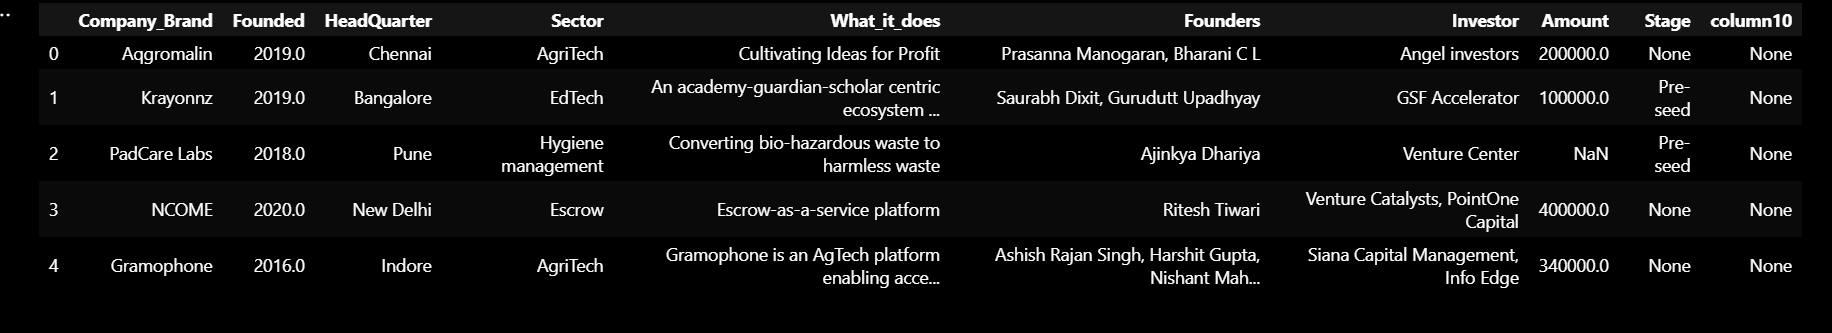 Company_Brand Founded HeadQuarter Sector What_it_does Founders Investor Amount Stage column10
0 Aqgromalin 2019.0 Chennai AgriTech Cultivating Ideas for Profit Prasanna Manogaran, Bharani C L Angel investors 200000.0 None None
1 Krayonnz 2019.0 Bangalore EdTech An academy-guardian-scholar centric ecosystem ... Saurabh Dixit, Gurudutt Upadhyay GSF Accelerator 100000.0 Pre-seed None
2 PadCare Labs 2018.0 Pune Hygiene management Converting bio-hazardous waste to harmless waste Ajinkya Dhariya Venture Center NaN Pre-seed None
3 NCOME 2020.0 New Delhi Escrow Escrow-as-a-service platform Ritesh Tiwari Venture Catalysts, PointOne Capital 400000.0 None None
4 Gramophone 2016.0 Indore AgriTech Gramophone is an AgTech platform enabling acce... Ashish Rajan Singh, Harshit Gupta, Nishant Mah... Siana Capital Management, Info Edge 340000.0 None None